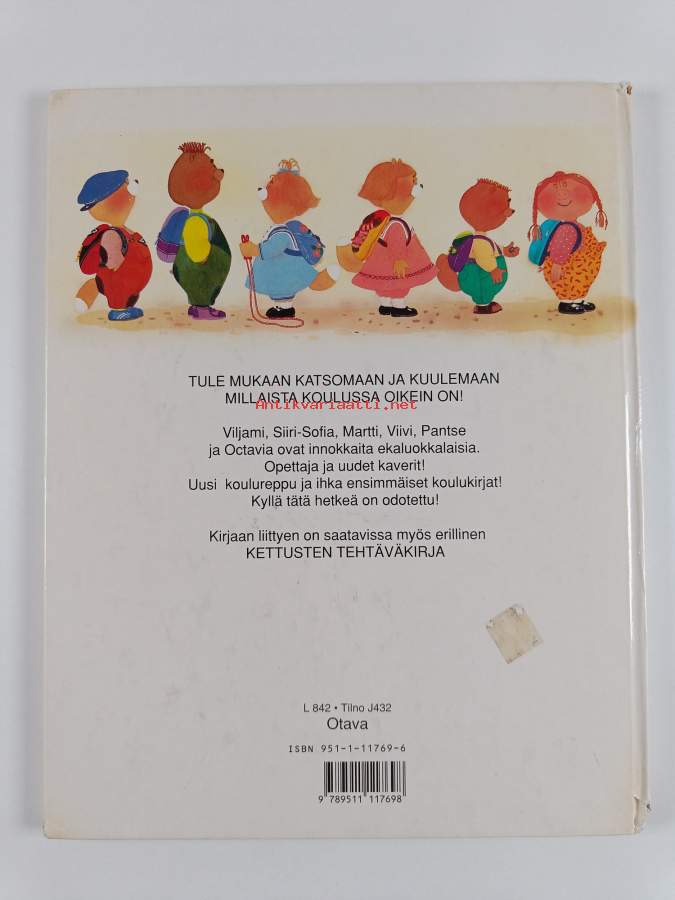 TULE MUKAAN KATSOMAAN JA KUULEMAAN
MILLAISTA KOULUSSA OIKEIN ON!
Antikvariaatti.net
Viljami, Siiri-Sofia, Martti, Viivi, Pantse
ja Octavia ovat innokkaita ekaluokkalaisia.
Opettaja ja uudet kaverit!
Uusi koulureppu ja ihka ensimmäiset koulukirjat!
Kyllä tätä hetkeä on odotettu!
Kirjaan liittyen on saatavissa myös erillinen
KETTUSTEN TEHTÄVÄKIRJA
L 842 • Tilno J432
Otava
ISBN 951-1-11769-6
9 789511 117698